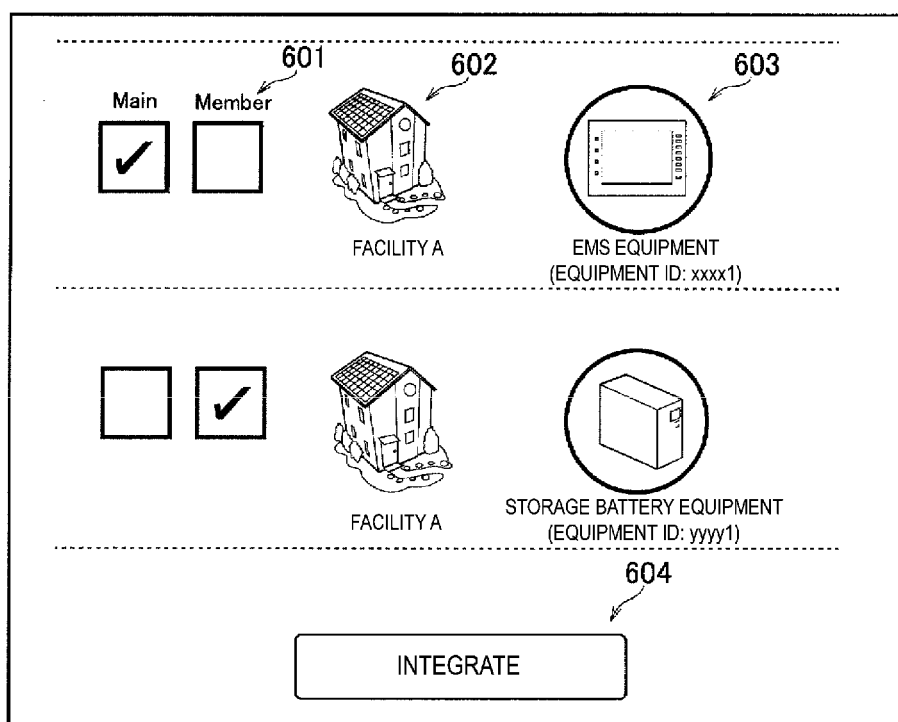 601
602
603
Main Member
✓
FACILITY A
EMS EQUIPMENT
(EQUIPMENT ID: xxxx1)
✓
FACILITY A
STORAGE BATTERY EQUIPMENT
(EQUIPMENT ID: yyyy1)
604
INTEGRATE